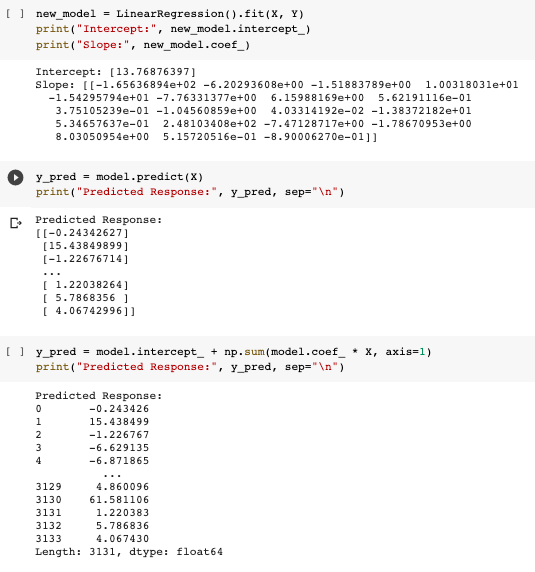 [ ] new_model = LinearRegression().fit(X, Y)
print("Intercept:", new_model.intercept_)
print("Slope:", new_model.coef_)
Intercept: [13.76876397]
Slope: [[-1.65636894e+02 -6.20293608e+00 -1.51883789e+00  1.00318031e+01
-1.54295794e+01 -7.76331377e+00  6.15988169e+00  5.62191116e-01
3.75105239e-01 -1.04560859e+00  4.03314192e-02 -1.38372182e+01
5.34657637e-01  2.48103408e+02 -7.47128717e+00 -1.78670953e+00
8.03050954e+00  5.15720516e-01 -8.90006270e-01]]
y_pred = model.predict(X)
print("Predicted Response:", y_pred, sep="\n")
Predicted Response:
[[-0.24342627]
[15.43849899]
[-1.22676714]
...
[ 1.22038264]
[ 5.7868356 ]
[ 4.06742996]]
[ ] y_pred = model.intercept_ + np.sum(model.coef_ * X, axis=1)
print("Predicted Response:", y_pred, sep="\n")
Predicted Response:
0       -0.243426
1       15.438499
2       -1.226767
3       -6.629135
4       -6.871865
...
3129     4.860096
3130    61.581106
3131     1.220383
3132     5.786836
3133     4.067430
Length: 3131, dtype: float64